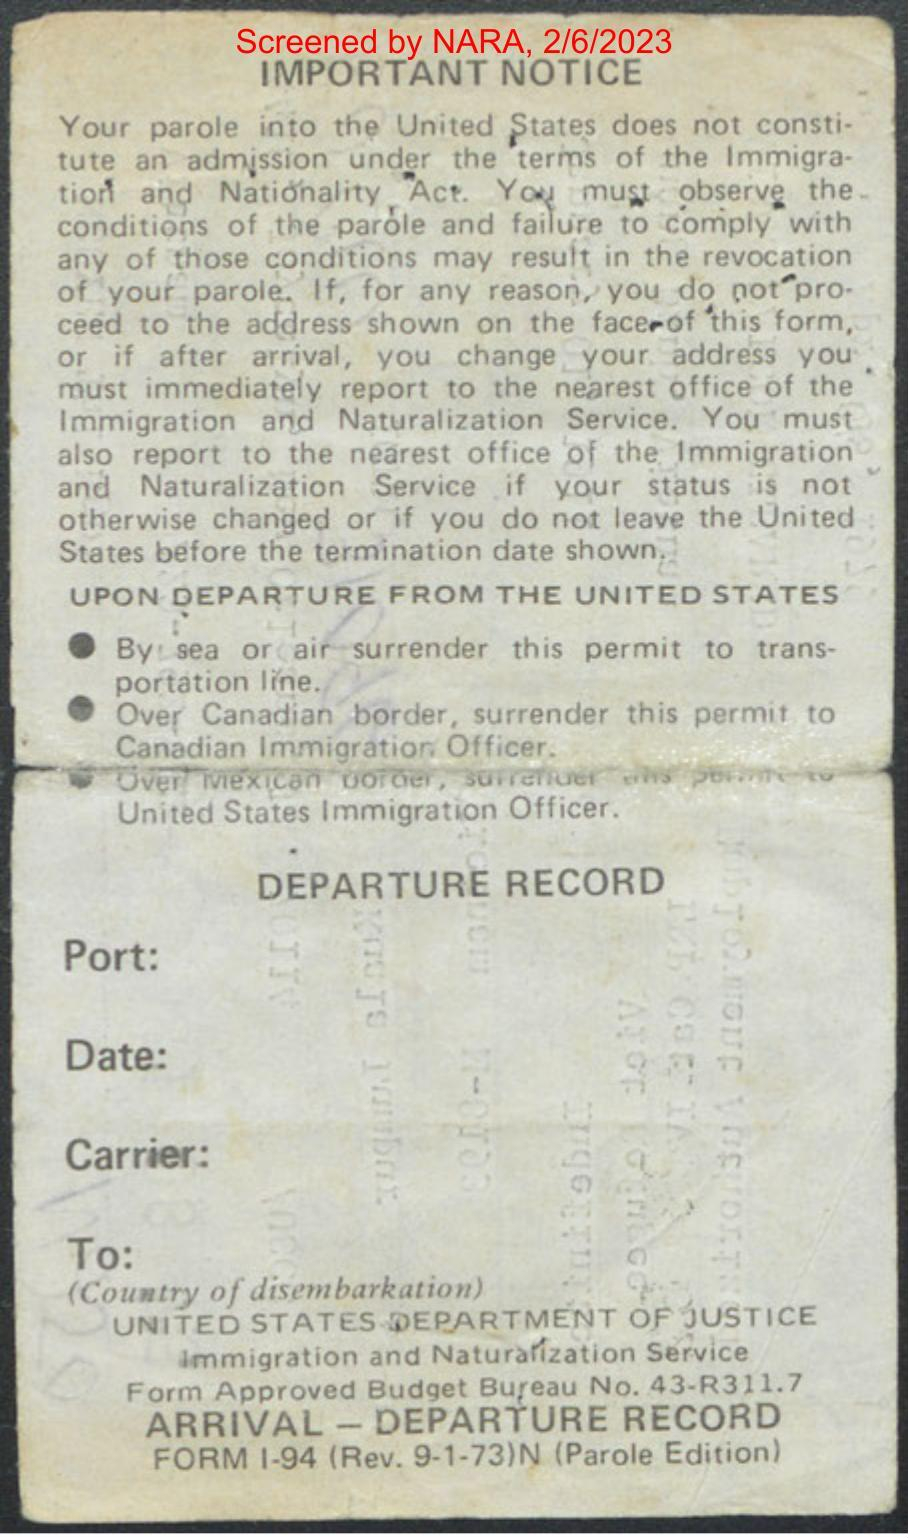 Screened by NARA, 2/6/2023
IMPORTANT NOTICE
Your parole into the United States does not consti-
tute an admission under the terms of the Immigra-
tion and Nationality Act. You must observe the
conditions of the parole and failure to comply with
any of those conditions may result in the revocation
of your parole. If, for any reason, you do not pro-
ceed to the address shown on the face of this form,
or if after arrival, you change your address you
must immediately report to the nearest office of the
Immigration and Naturalization Service. You must
also report to the nearest office of the Immigration
and Naturalization Service if your status is not
otherwise changed or if you do not leave the United
States before the termination date shown.
UPON DEPARTURE FROM THE UNITED STATES
● By sea or air surrender this permit to trans-
portation line.
● Over Canadian border, surrender this permit to
Canadian Immigration Officer.
● Over Mexican border, surrender this permit to
United States Immigration Officer.
DEPARTURE RECORD
Port:
Date:
Carrier:
To:
(Country of disembarkation)
UNITED STATES DEPARTMENT OF JUSTICE
Immigration and Naturalization Service
Form Approved Budget Bureau No. 43-R311.7
ARRIVAL — DEPARTURE RECORD
FORM I-94 (Rev. 9-1-73)N (Parole Edition)